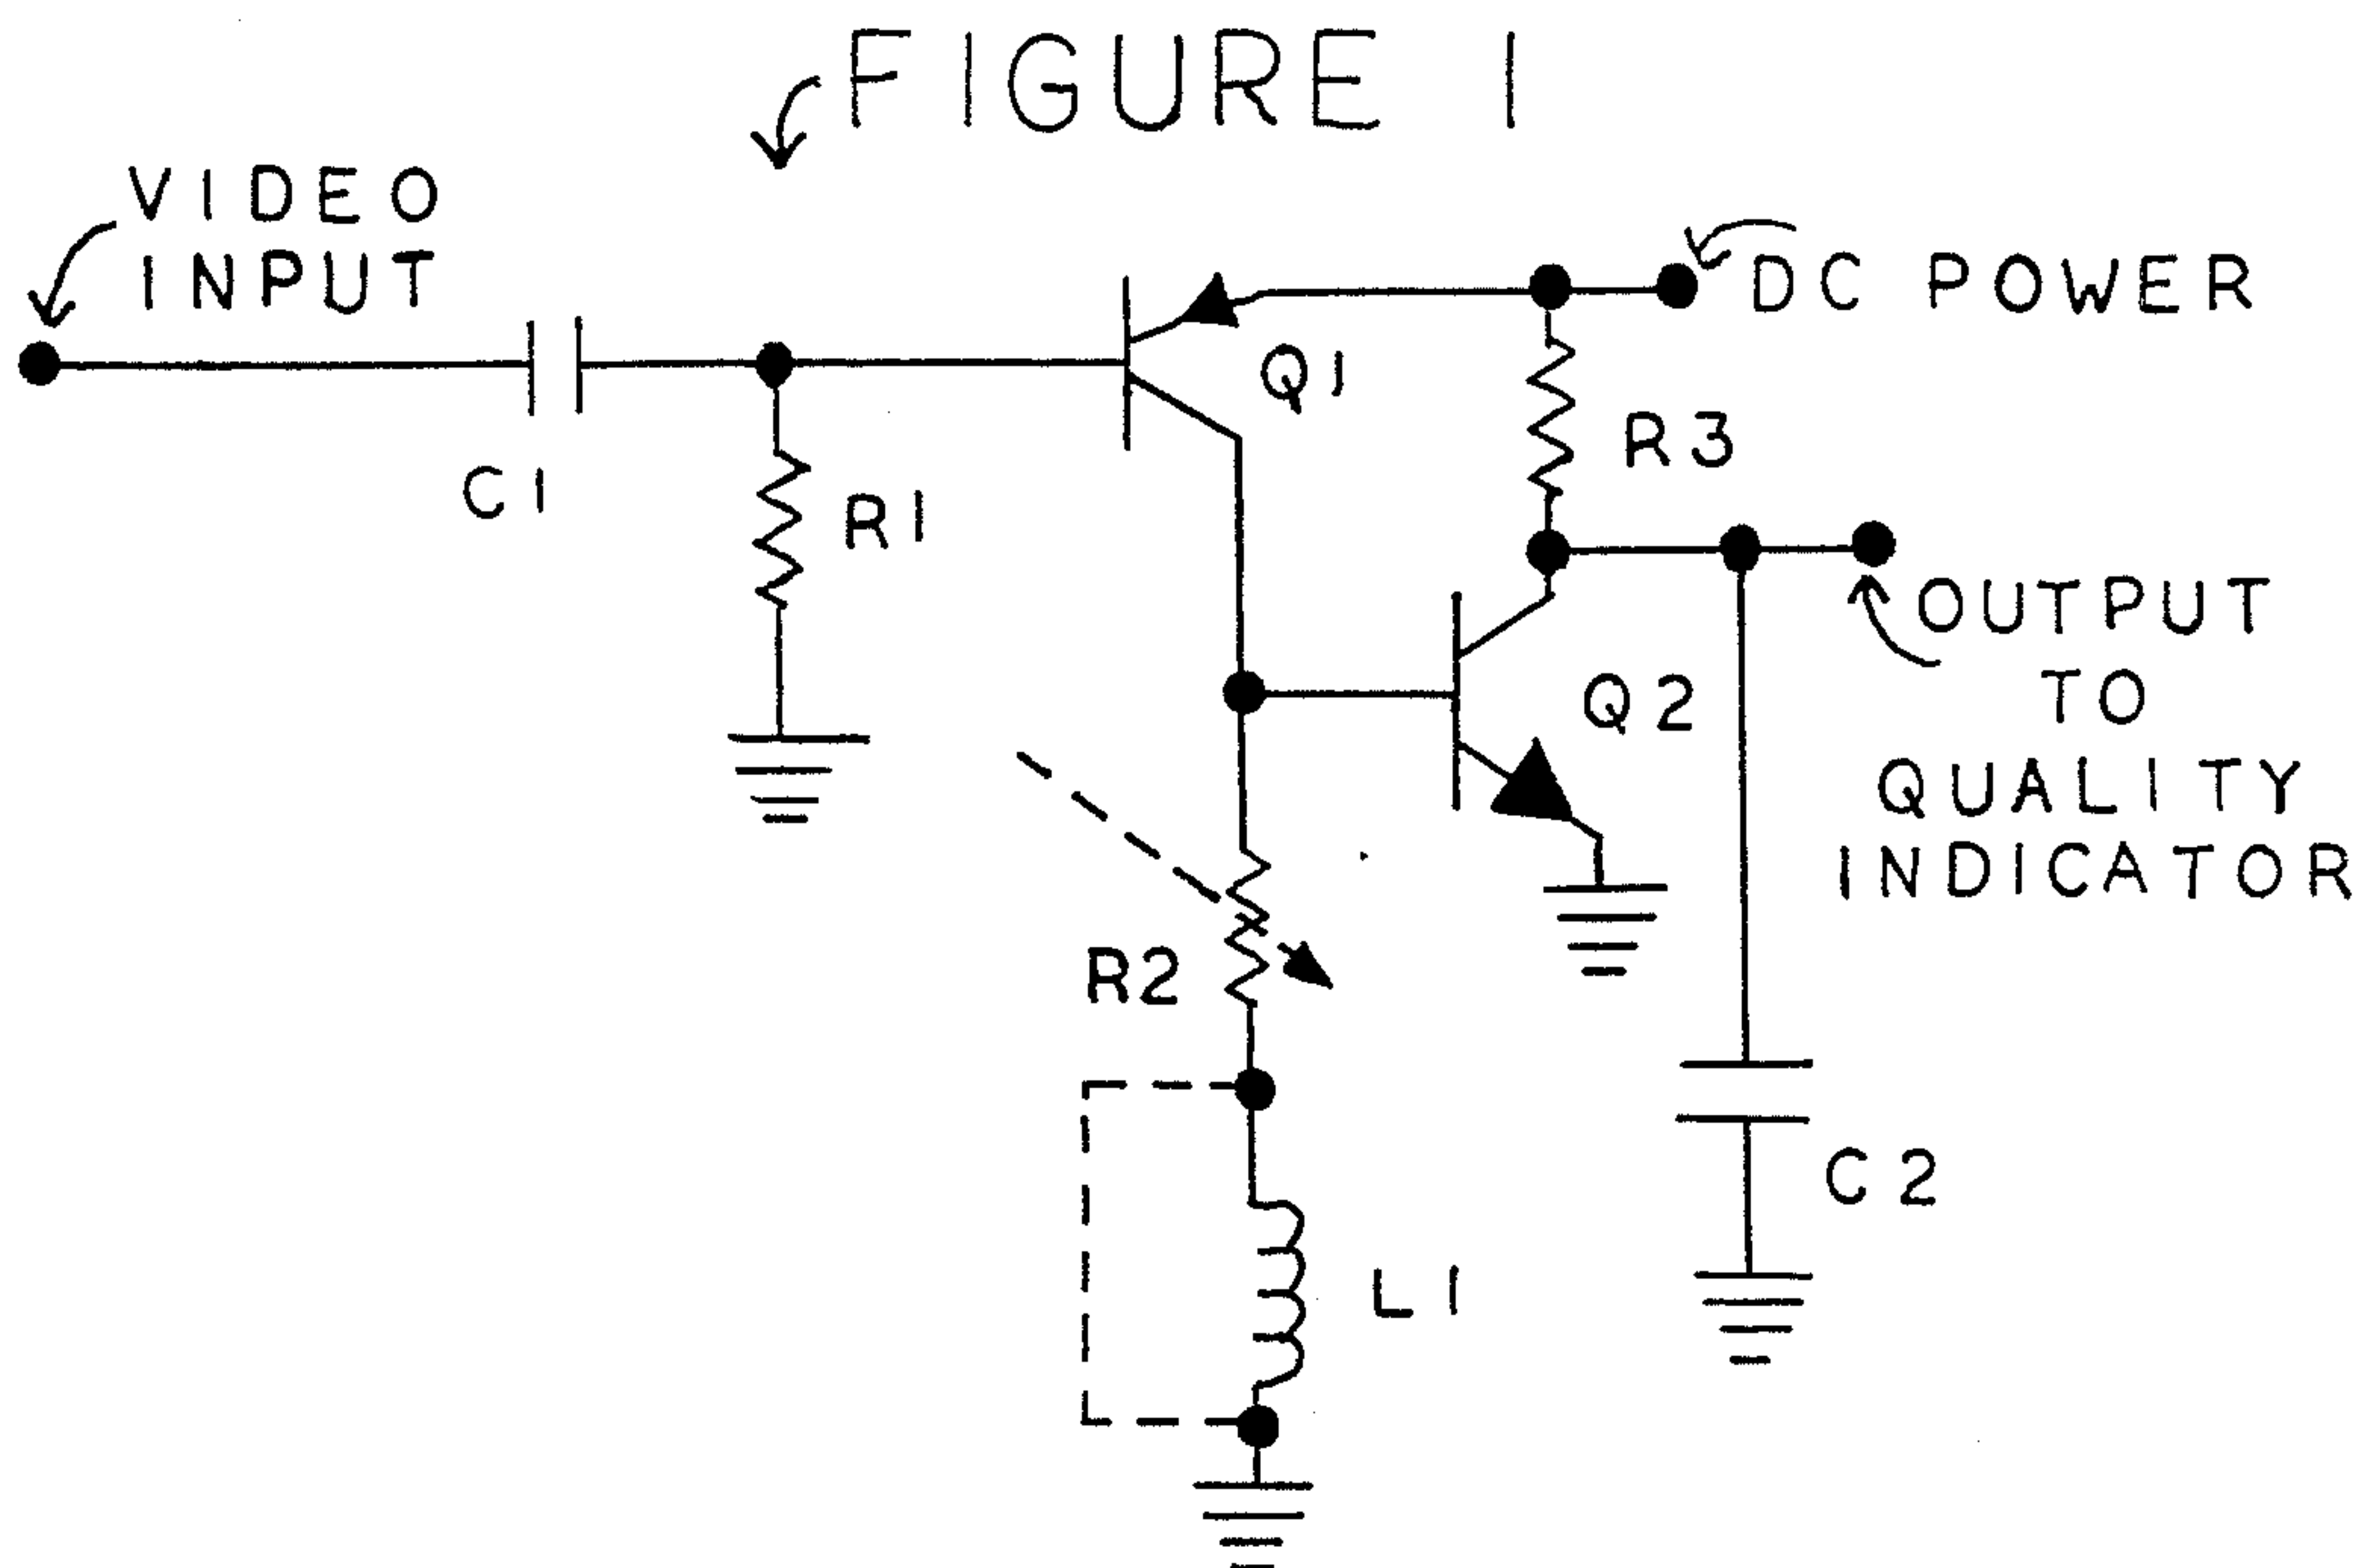 FIGURE 1
VIDEO
INPUT
DC POWER
Q1
R3
C1
R1
OUTPUT
TO
QUALITY
INDICATOR
Q2
R2
C2
L1